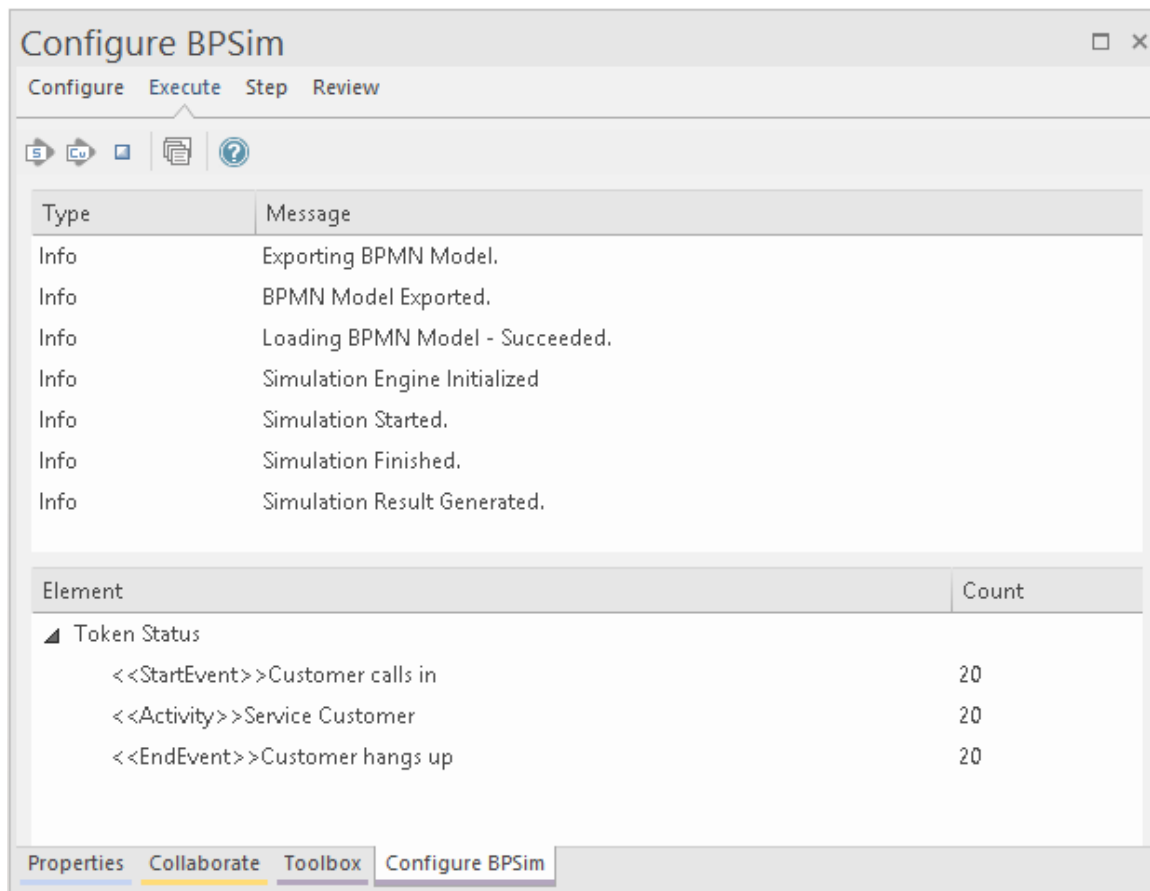 Configure BPSim
Configure Execute Step Review
S Cu ?
Type Message
Info Exporting BPMN Model.
Info BPMN Model Exported.
Info Loading BPMN Model - Succeeded.
Info Simulation Engine Initialized
Info Simulation Started.
Info Simulation Finished.
Info Simulation Result Generated.
Element Count
Token Status
<<StartEvent>>Customer calls in 20
<<Activity>>Service Customer 20
<<EndEvent>>Customer hangs up 20
Properties Collaborate Toolbox Configure BPSim